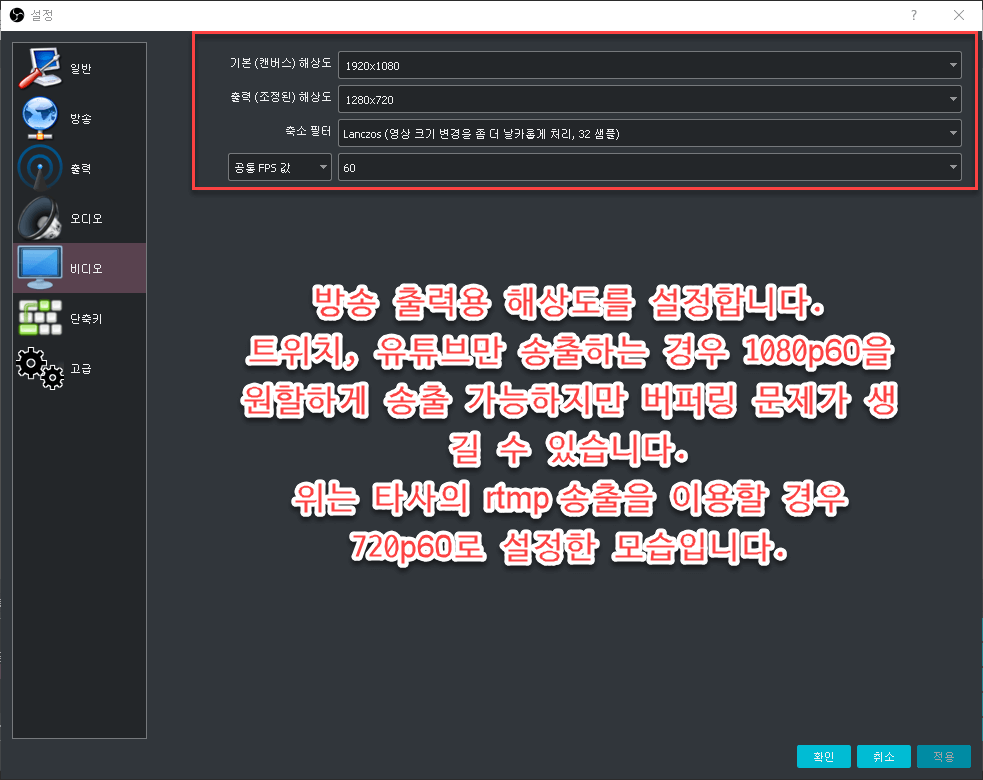 설정
일반
방송
출력
오디오
비디오
단축키
고급
기본 (캔버스) 해상도 1920x1080
출력 (조정된) 해상도 1280x720
축소 필터 Lanczos (영상 크기 변경을 좀 더 날카롭게 처리, 32 샘플)
공통 FPS 값 60
방송 출력용 해상도를 설정합니다.
트위치, 유튜브만 송출하는 경우 1080p60을
원할하게 송출 가능하지만 버퍼링 문제가 생
길 수 있습니다.
위는 타사의 rtmp 송출을 이용할 경우
720p60로 설정한 모습입니다.
확인 취소 적용